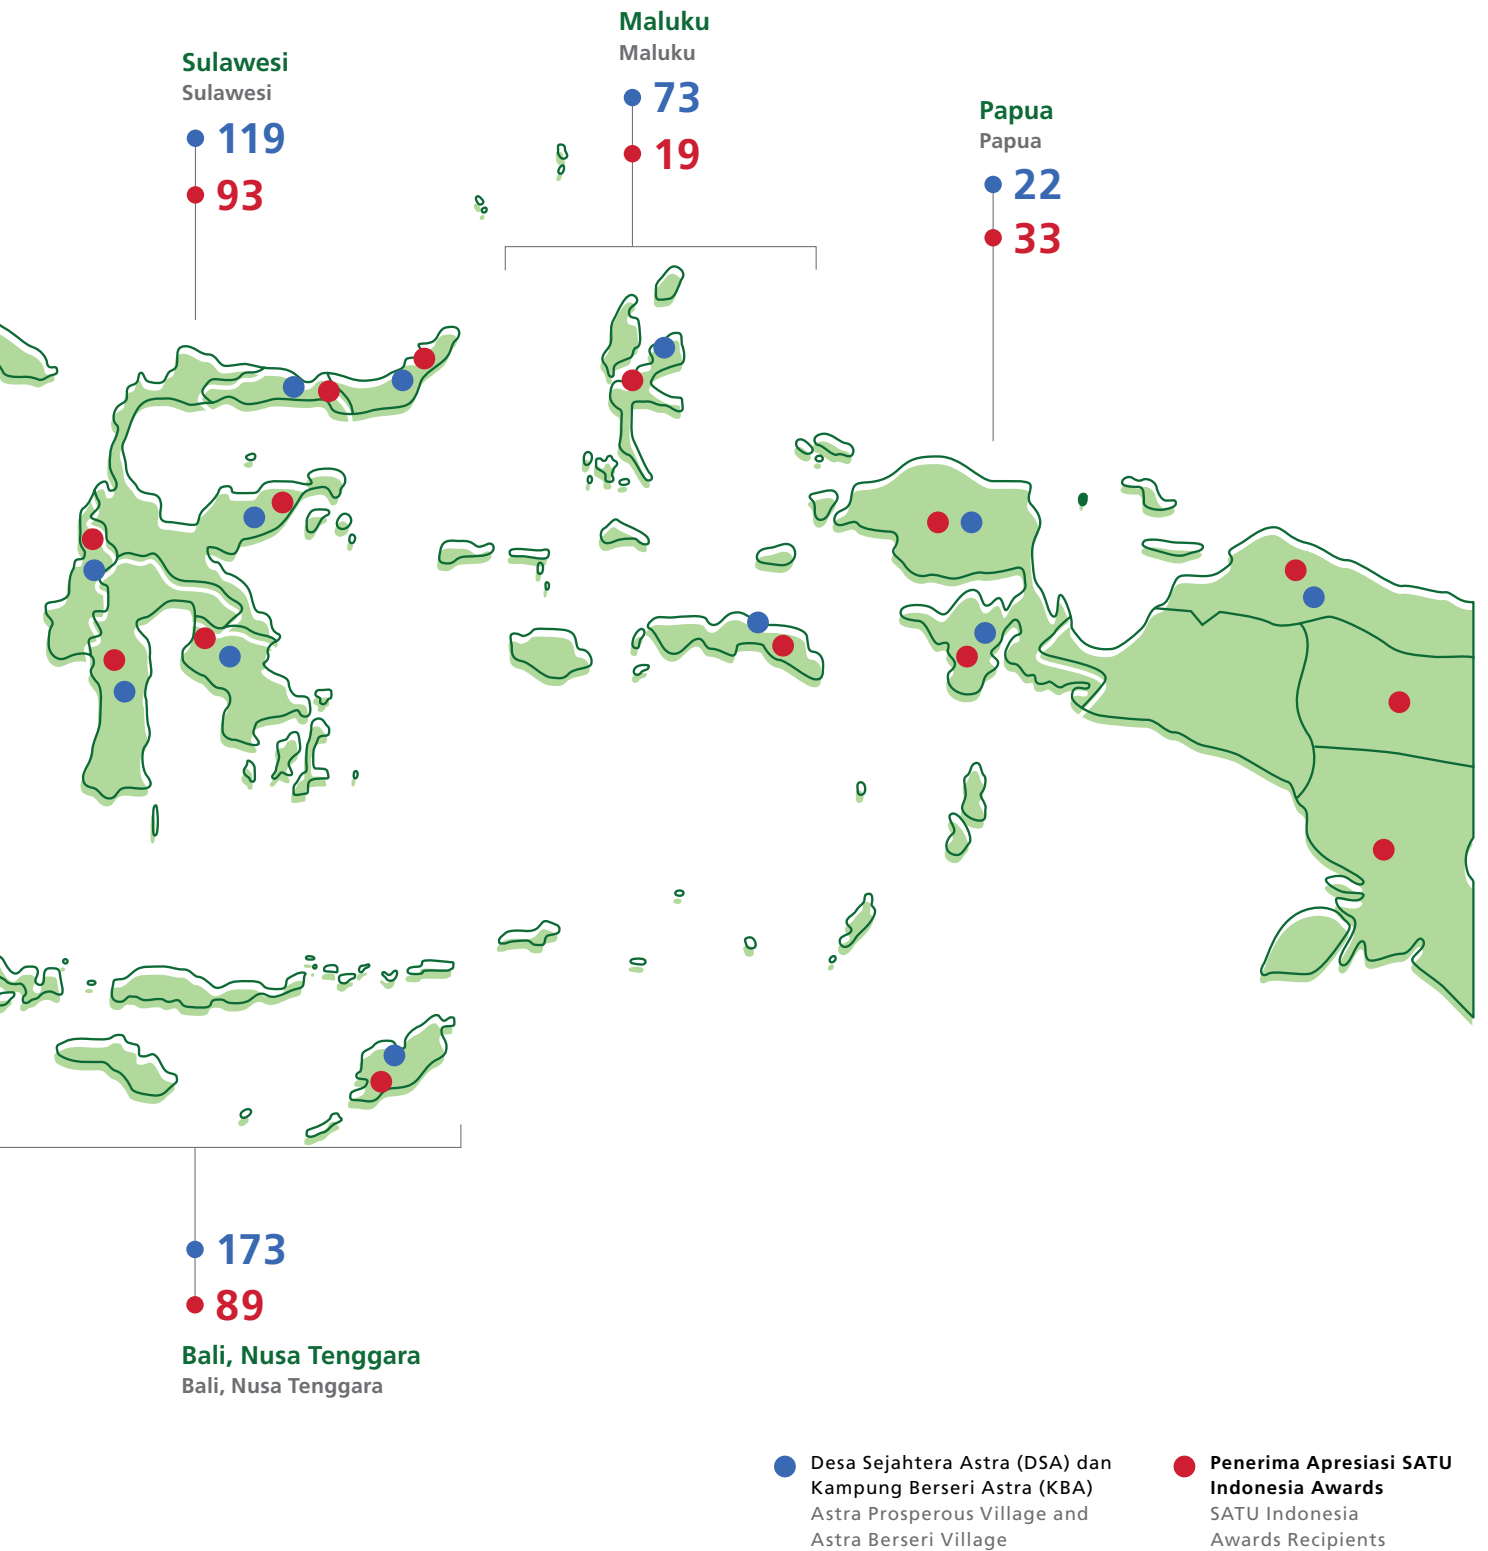 Maluku
Maluku
73
19
Sulawesi
Sulawesi
119
93
Papua
Papua
22
33
173
89
Bali, Nusa Tenggara
Bali, Nusa Tenggara
Desa Sejahtera Astra (DSA) dan
Kampung Berseri Astra (KBA)
Astra Prosperous Village and
Astra Berseri Village
Penerima Apresiasi SATU
Indonesia Awards
SATU Indonesia
Awards Recipients